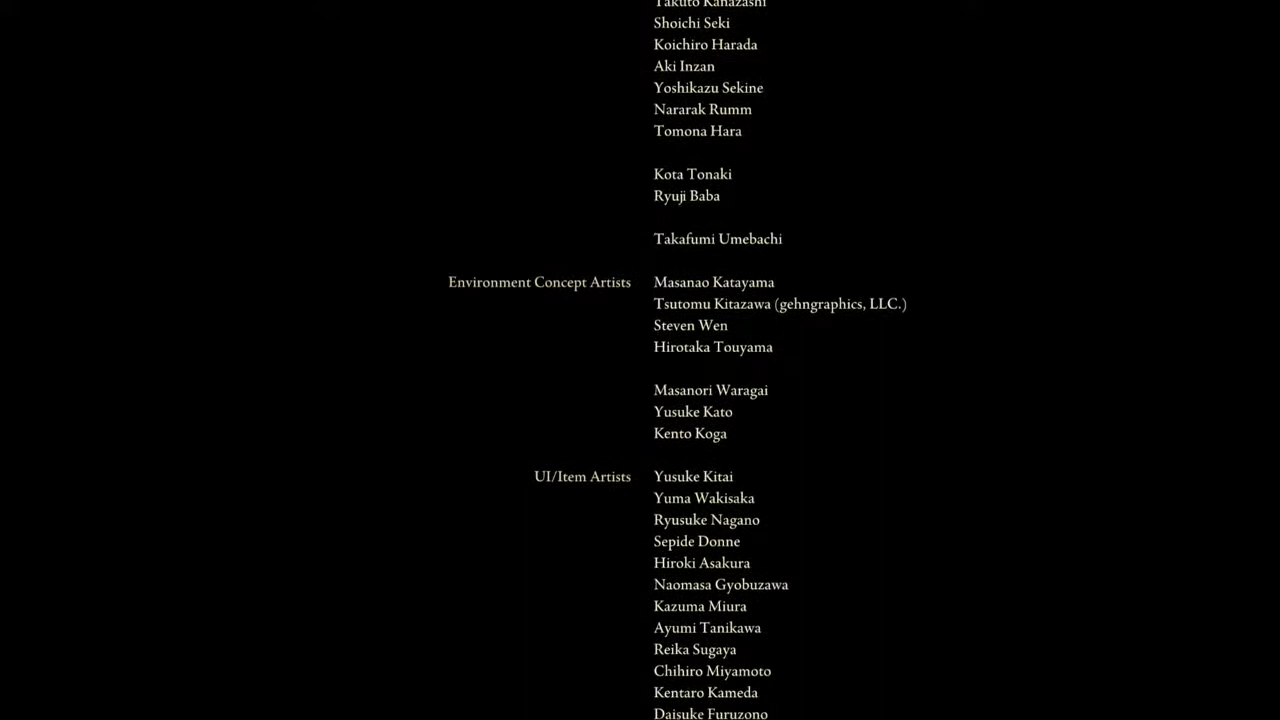 Takuto Kanazashi
Shoichi Seki
Koichiro Harada
Aki Inzan
Yoshikazu Sekine
Nararak Rumm
Tomona Hara
Kota Tonaki
Ryuji Baba
Takafumi Umebachi
Environment Concept Artists Masanao Katayama
Tsutomu Kitazawa (gehngraphics, LLC.)
Steven Wen
Hirotaka Touyama
Masanori Waragai
Yusuke Kato
Kento Koga
UI/Item Artists Yusuke Kitai
Yuma Wakisaka
Ryusuke Nagano
Sepide Donne
Hiroki Asakura
Naomasa Gyobuzawa
Kazuma Miura
Ayumi Tanikawa
Reika Sugaya
Chihiro Miyamoto
Kentaro Kameda
Daisuke Furuzono